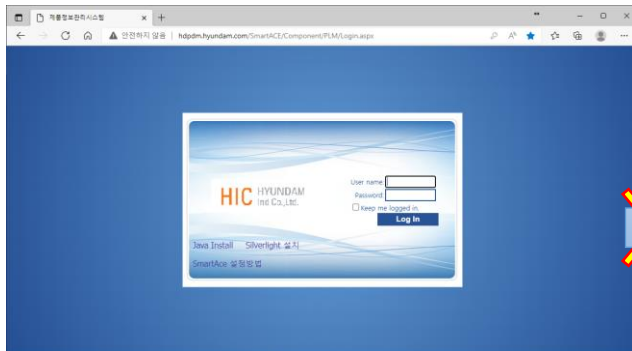 제품정보관리시스템
안전하지 않음 | hdpdm.hyundam.com/SmartACE/Component/PLM/Login.aspx
HIC HYUNDAM
Ind Co.,Ltd.
User name:
Password:
Keep me logged in.
Log In
Java Install Silverlight 설치
SmartAce 설정방법